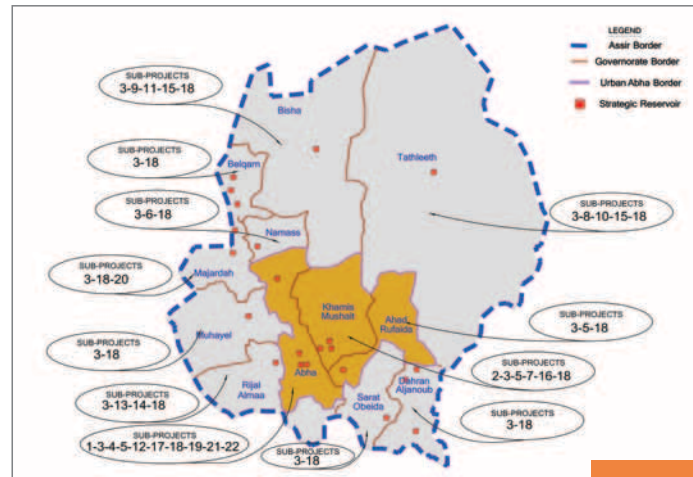 LEGEND
Assir Border
Governorate Border
Urban Abha Border
Strategic Reservoir
SUB-PROJECTS
3-9-11-15-18
Bisha
SUB-PROJECTS
3-18
Belqarn
Tathleeth
SUB-PROJECTS
3-6-18
Namass
SUB-PROJECTS
3-8-10-15-18
SUB-PROJECTS
3-18-20
Majardah
Khamis
Mushait
Ahad
Rufaida
SUB-PROJECTS
3-5-18
SUB-PROJECTS
3-18
Muhayel
SUB-PROJECTS
2-3-5-7-16-18
Abha
Rijal
Almaa
Dahran
Aljanoub
Sarat
Obeida
SUB-PROJECTS
3-13-14-18
SUB-PROJECTS
3-18
SUB-PROJECTS
1-3-4-5-12-17-18-19-21-22
SUB-PROJECTS
3-18